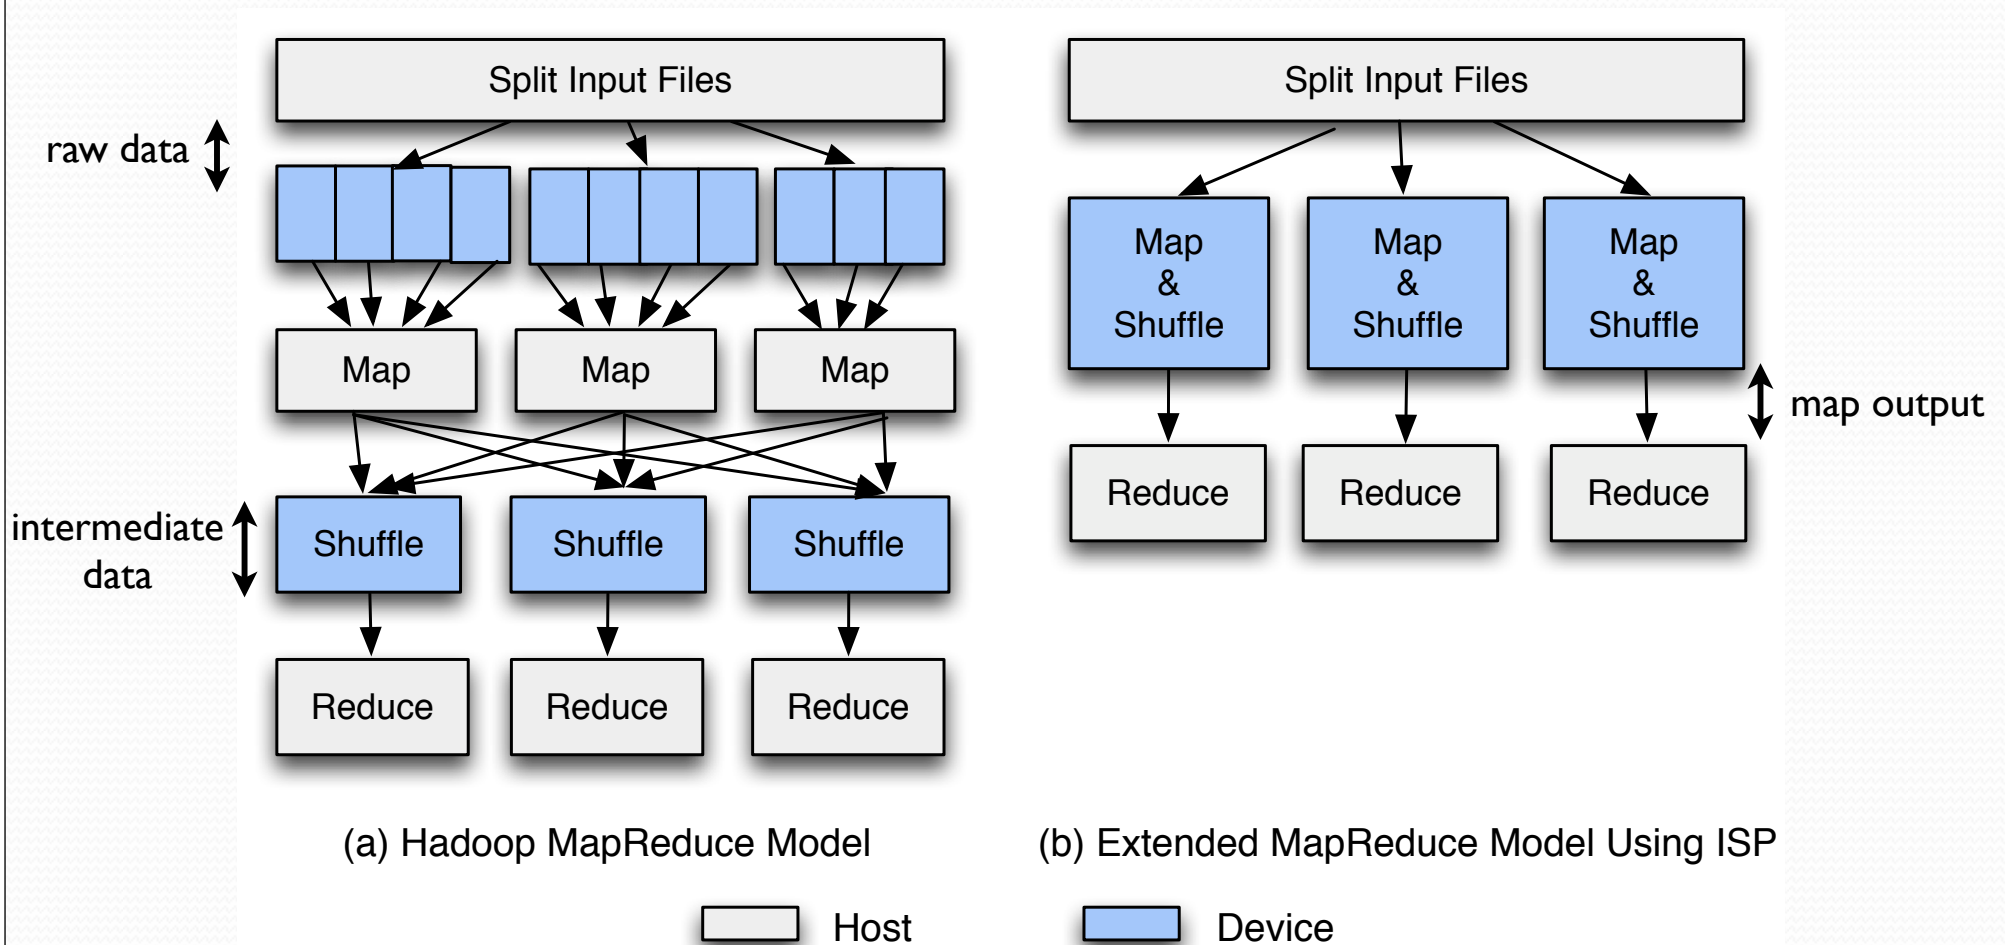 Split Input Files
raw data
Map
Map
Map
intermediate
data
Shuffle
Shuffle
Shuffle
Reduce
Reduce
Reduce
(a) Hadoop MapReduce Model
Split Input Files
Map
&
Shuffle
Map
&
Shuffle
Map
&
Shuffle
map output
Reduce
Reduce
Reduce
(b) Extended MapReduce Model Using ISP
Host
Device